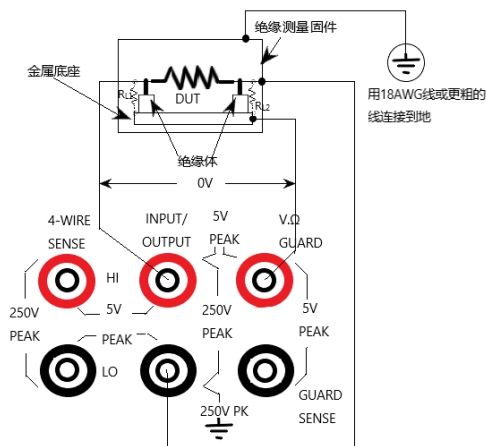 绝缘测量固件
金属底座
RL1
DUT
RL2
用18AWG线或更粗的
线连接到地
绝缘体
0V
4-WIRE
SENSE
INPUT/
OUTPUT
5V
PEAK
V.Ω
GUARD
HI
250V
PEAK
5V
PEAK
250V
PEAK
5V
PEAK
LO
250V PK
GUARD
SENSE